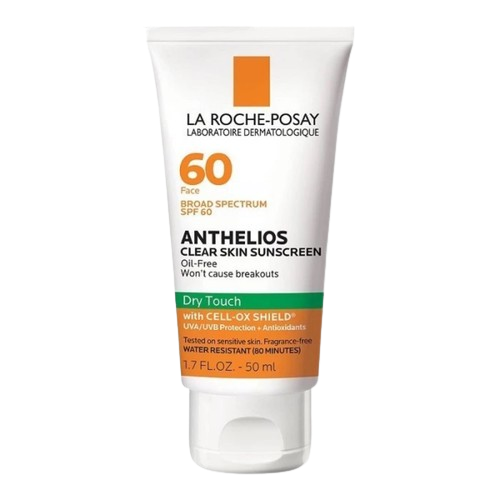 LA ROCHE-POSAY
LABORATOIRE DERMATOLOGIQUE
60
Face
BROAD SPECTRUM
SPF 60
ANTHELIOS
CLEAR SKIN SUNSCREEN
Oil-Free
Won't cause breakouts
Dry Touch
with CELL-OX SHIELD®
UVA/UVB Protection + Antioxidants
Tested on sensitive skin. Fragrance-free
WATER RESISTANT (80 MINUTES)
1.7 FL.OZ. - 50 ml